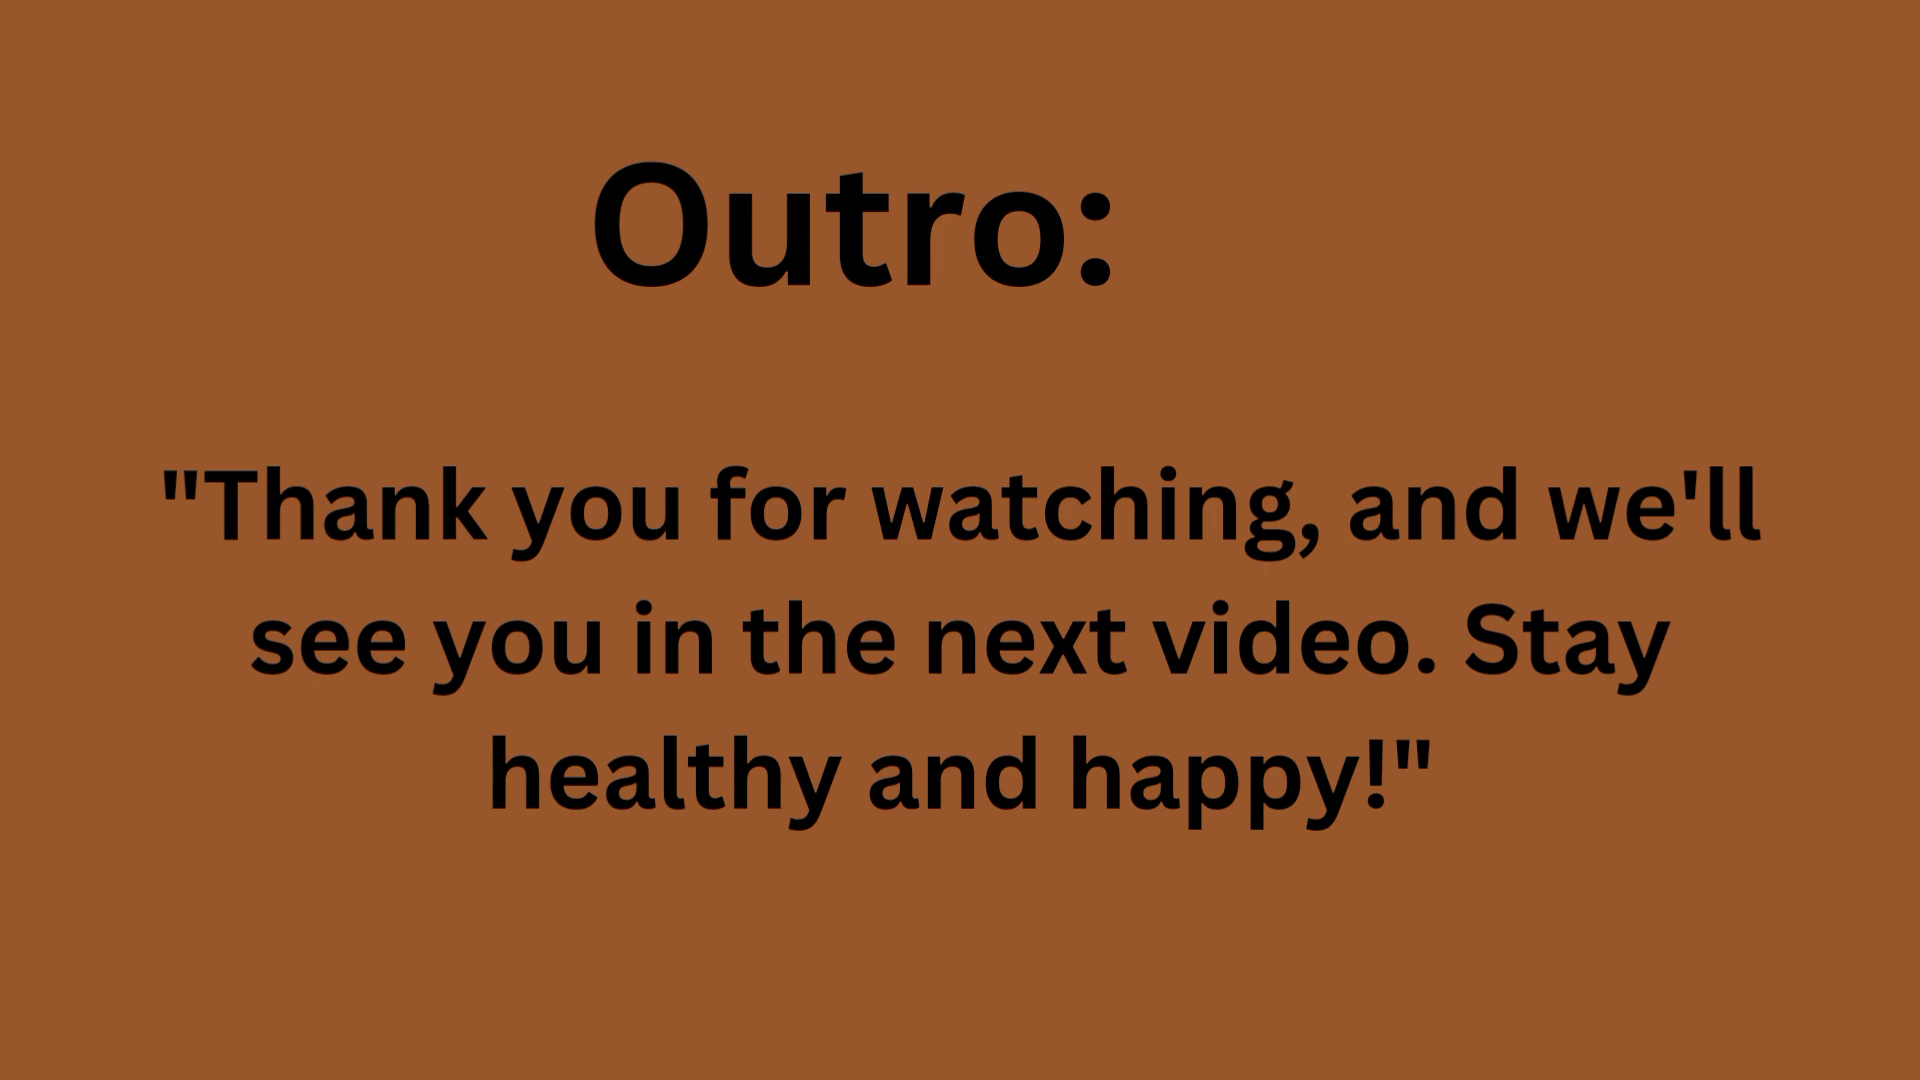 Outro:
"Thank you for watching, and we'll
see you in the next video. Stay
healthy and happy!"